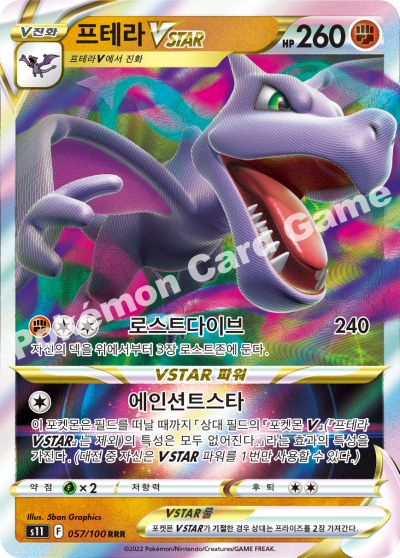 V진화 프테라 VSTAR HP 260
프테라V에서 진화
Pokémon Card Game
로스트다이브 240
자신의 덱을 위에서부터 3장 로스트존에 둔다.
VSTAR 파워
에인션트스타
이 포켓몬은 필드를 떠날 때까지 「상대 필드의 「포켓몬 V」(「프테라
VSTAR」는 제외)의 특성은 모두 없어진다.」라는 효과의 특성을
가진다. (대전 중 자신은 VSTAR 파워를 1번만 사용할 수 있다.)
약점 ×2 저항력 후퇴
Illus. 5ban Graphics
VSTAR룰
s11 F 057/100 RRR
포켓몬 VSTAR가 기절한 경우 상대는 프라이즈를 2장 가져간다.
©2022 Pokémon/Nintendo/Creatures/GAME FREAK.